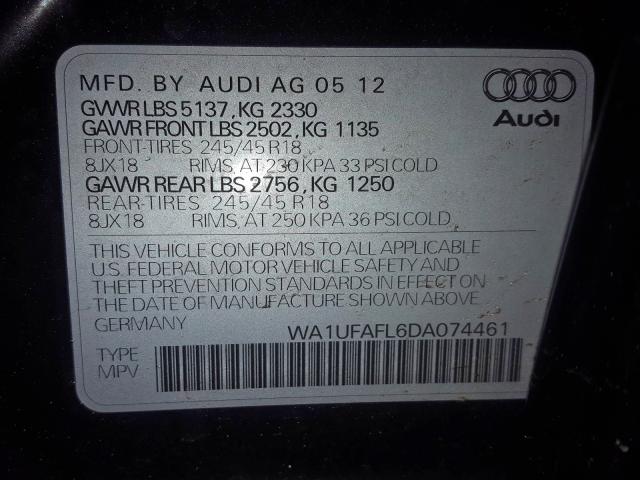 MFD. BY AUDI AG 05 12
GVWR LBS 5137, KG 2330
GAWR FRONT LBS 2502, KG 1135
FRONT-TIRES 245/45 R18
8JX18 RIMS, AT 230 KPA 33 PSI COLD
GAWR REAR LBS 2756, KG 1250
REAR-TIRES 245/45 R18
8JX18 RIMS, AT 250 KPA 36 PSI COLD.
Audi
THIS VEHICLE CONFORMS TO ALL APPLICABLE
U.S. FEDERAL MOTOR VEHICLE SAFETY AND
THEFT PREVENTION STANDARDS IN EFFECT ON
THE DATE OF MANUFACTURE SHOWN ABOVE.
GERMANY WA1UFAFL6DA074461
TYPE
MPV